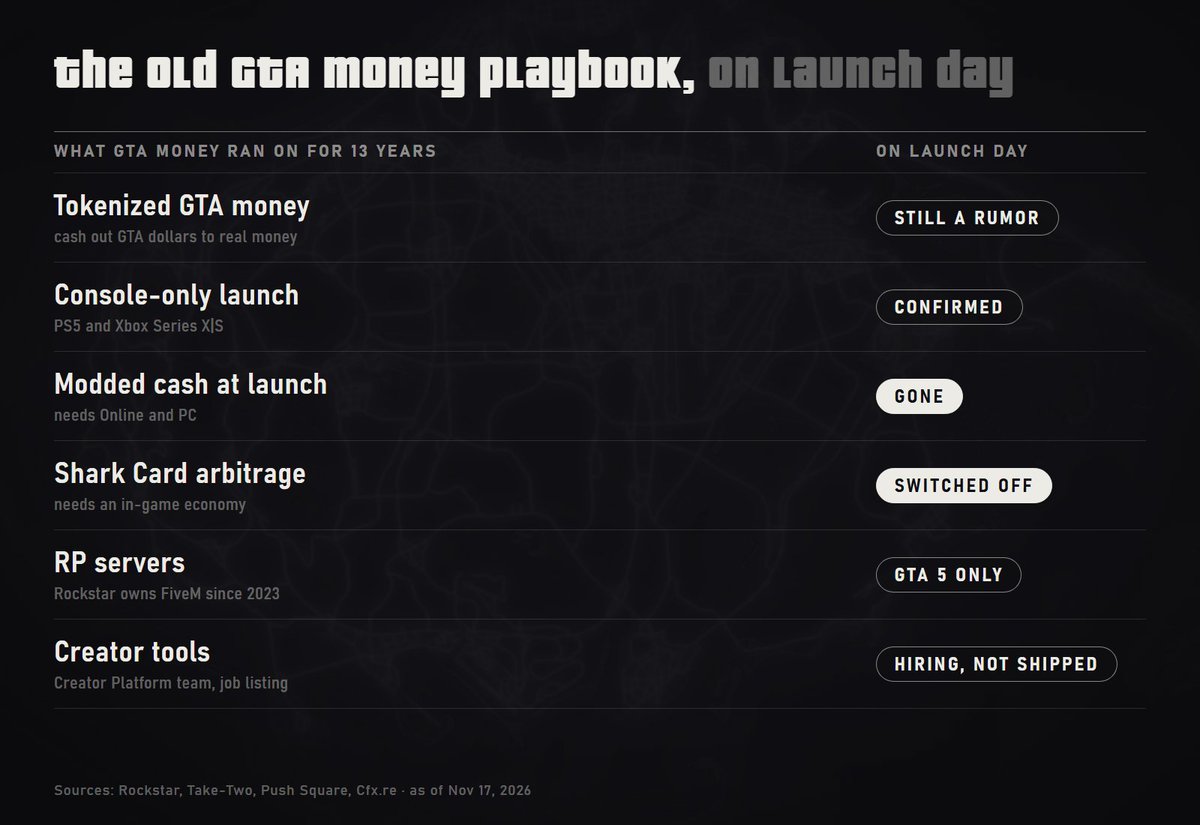 the old GTA money playbook, on launch day
WHAT GTA MONEY RAN ON FOR 13 YEARS
ON LAUNCH DAY
Tokenized GTA money
cash out GTA dollars to real money
STILL A RUMOR
Console-only launch
PS5 and Xbox Series X|S
CONFIRMED
Modded cash at launch
needs Online and PC
GONE
Shark Card arbitrage
needs an in-game economy
SWITCHED OFF
RP servers
Rockstar owns FiveM since 2023
GTA 5 ONLY
Creator tools
Creator Platform team, job listing
HIRING, NOT SHIPPED
Sources: Rockstar, Take-Two, Push Square, Cfx.re · as of Nov 17, 2026